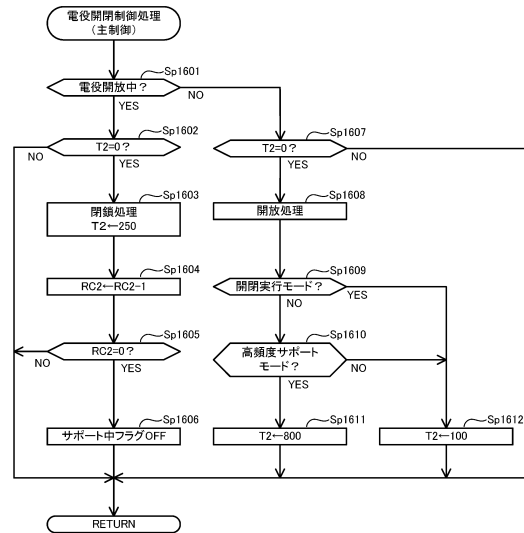 電役開閉制御処理
(主制御)
Sp1601
電役開放中？
NO
YES
Sp1602
T2=0？
NO
YES
Sp1607
T2=0？
NO
YES
Sp1603
閉鎖処理
T2←250
Sp1608
開放処理
Sp1604
RC2←RC2-1
Sp1609
開閉実行モード？
YES
NO
Sp1605
RC2=0？
NO
YES
Sp1610
高頻度サポート
モード？
NO
YES
Sp1606
サポート中フラグOFF
Sp1611
T2←800
Sp1612
T2←100
RETURN